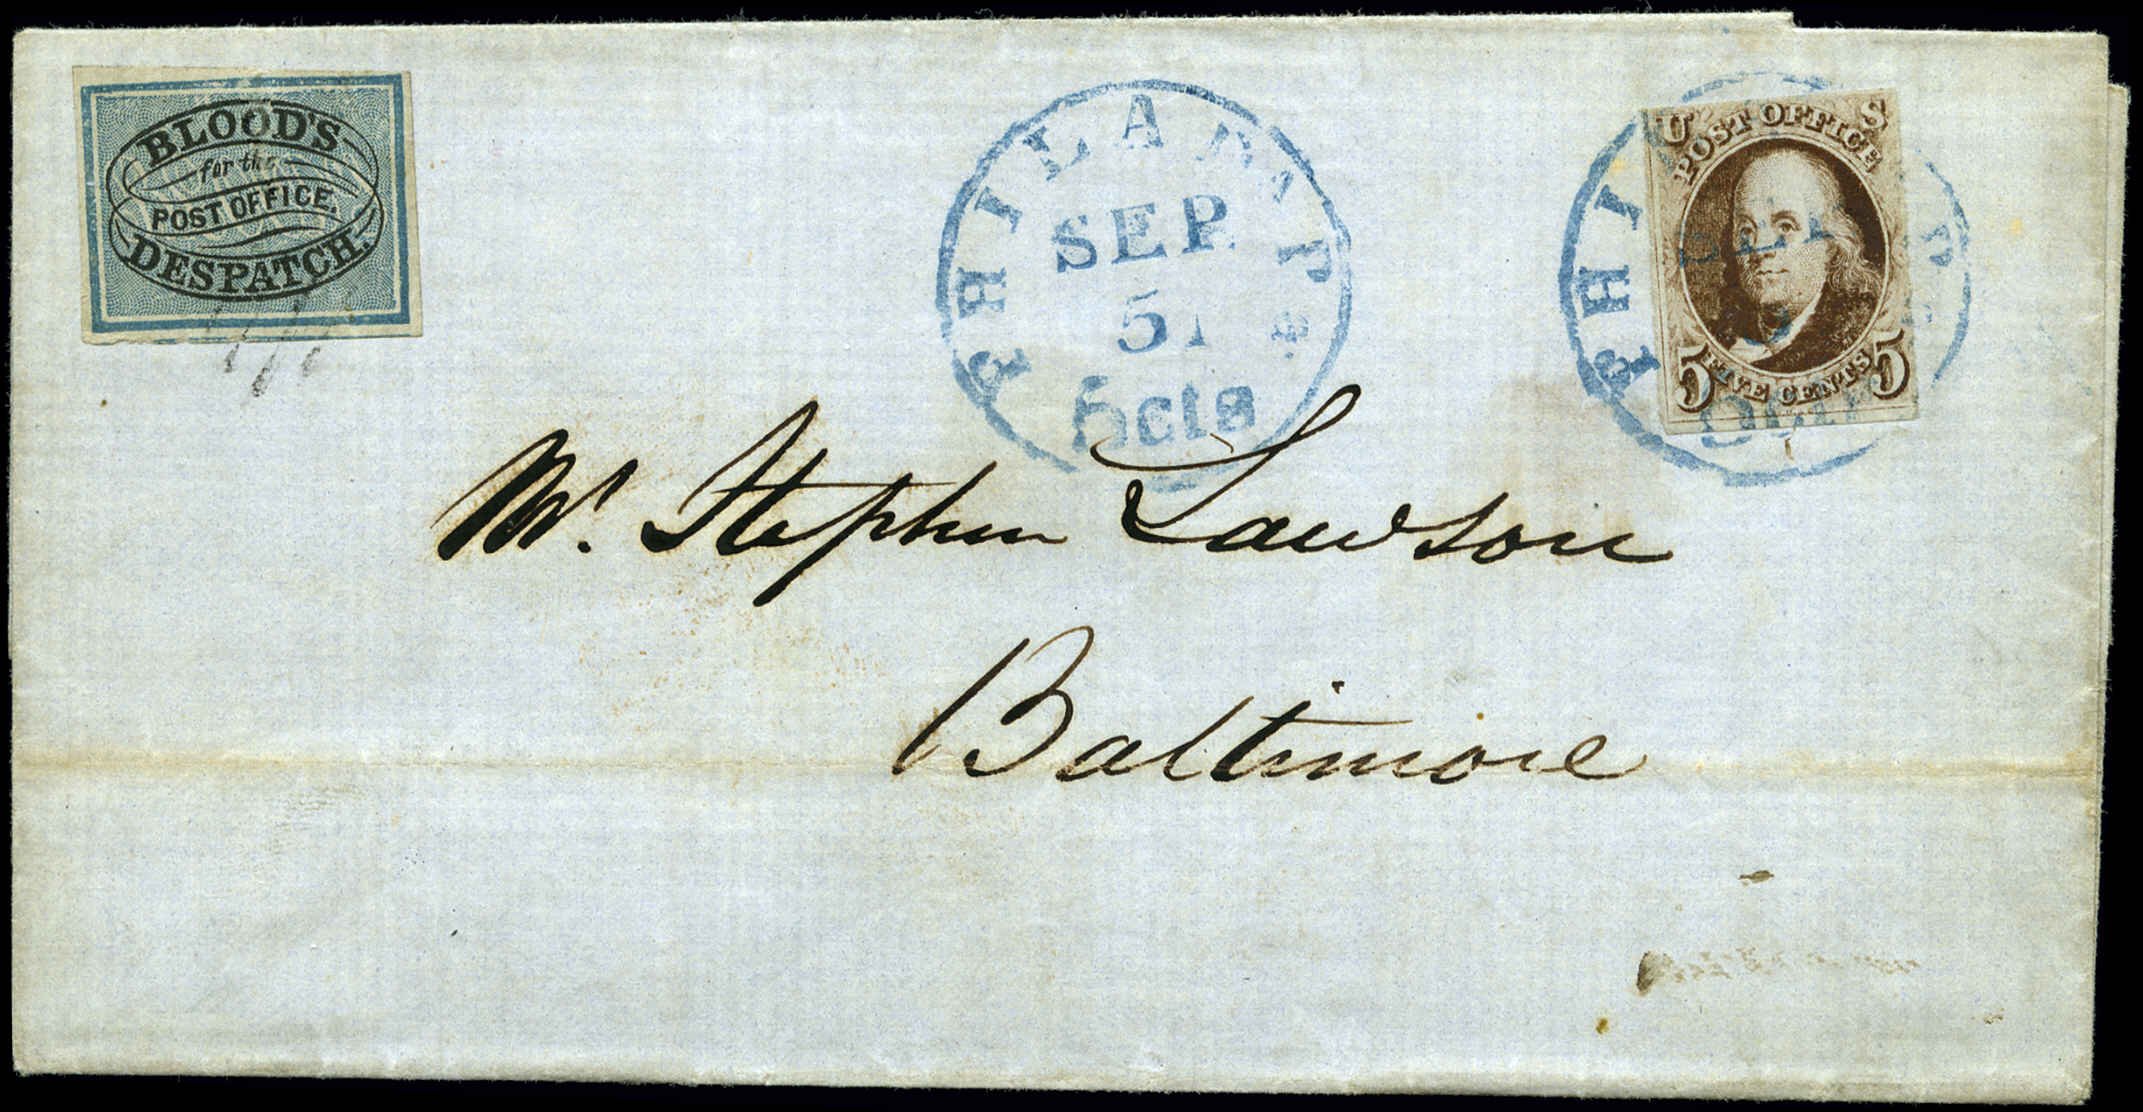 BLOOD'S
for the
POST OFFICE.
DESPATCH.
PHILADA Pa
SEP.
5
5cts
U S
POST OFFICE
5 FIVE CENTS 5
PHI
Mr. Stephen Lawson
Baltimore